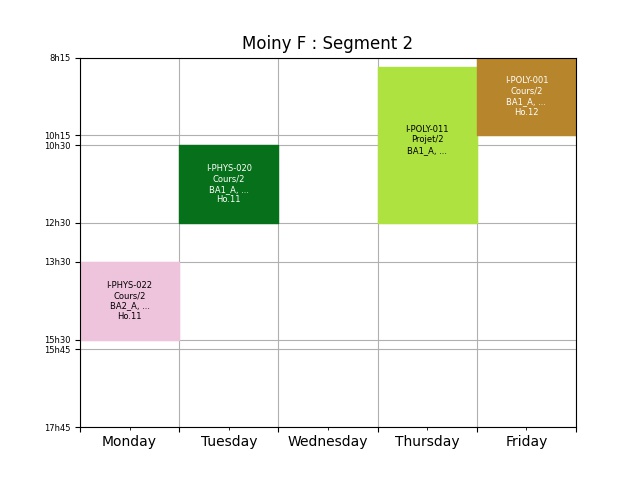 Moiny F : Segment 2
8h15
I-POLY-001
Cours/2
BA1_A, ...
Ho.12
I-POLY-011
Projet/2
BA1_A, ...
10h15
10h30
I-PHYS-020
Cours/2
BA1_A, ...
Ho.11
12h30
13h30
I-PHYS-022
Cours/2
BA2_A, ...
Ho.11
15h30
15h45
17h45
Monday
Tuesday
Wednesday
Thursday
Friday